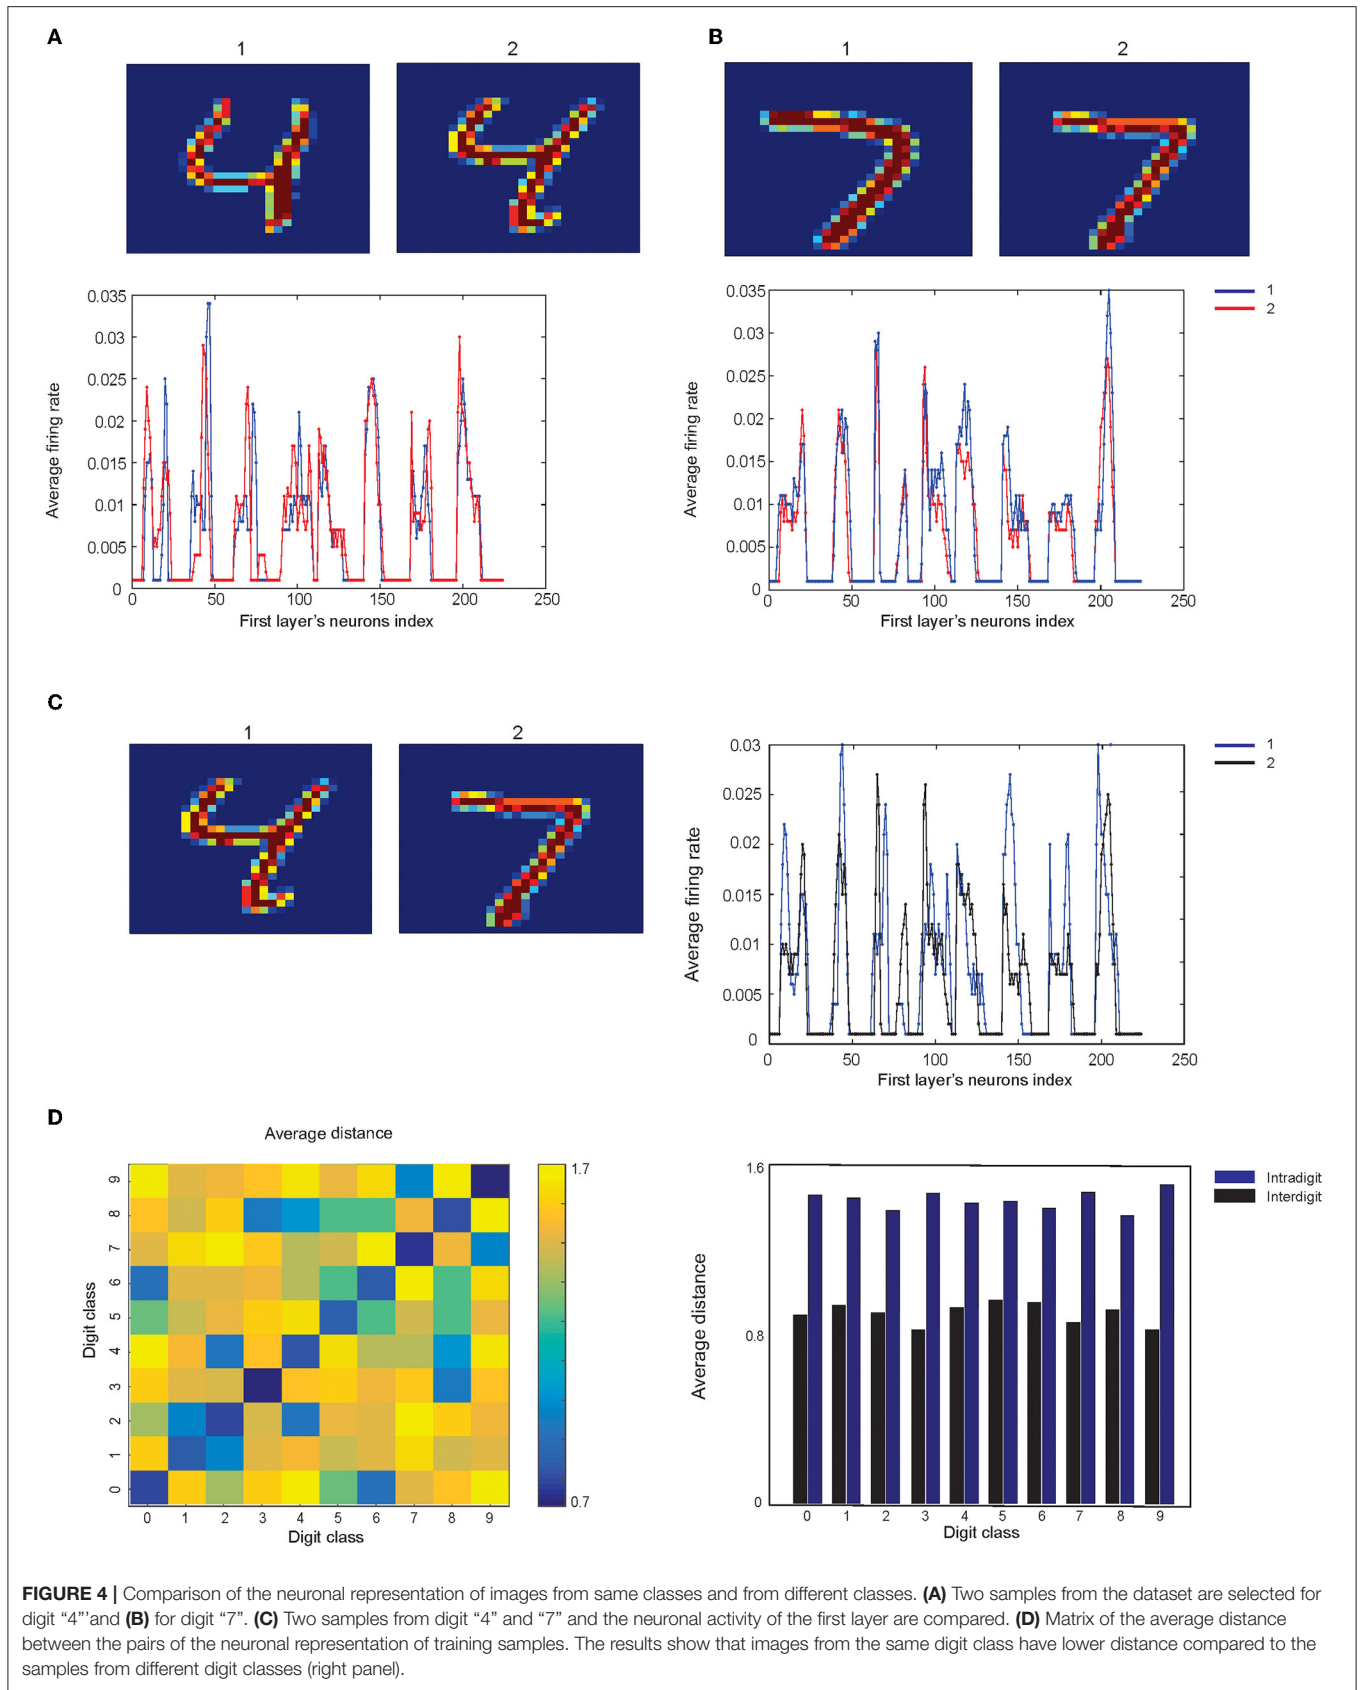 A
1
2
0.035
0.03
0.025
0.02
0.015
0.01
0.005
0
0 50 100 150 200 250
Average firing rate
First layer's neurons index
B
1
2
0.035
0.03
0.025
0.02
0.015
0.01
0.005
0
0 50 100 150 200 250
Average firing rate
First layer's neurons index
1
2
C
1
2
0.03
0.025
0.02
0.015
0.01
0.005
0
0 50 100 150 200 250
Average firing rate
First layer's neurons index
1
2
D
Average distance
9
8
7
6
5
4
3
2
1
0
Digit class
0 1 2 3 4 5 6 7 8 9
Digit class
1.7
1.2
0.7
1.6
0.8
0
Average distance
0 1 2 3 4 5 6 7 8 9
Digit class
Intradigit
Interdigit
FIGURE 4 | Comparison of the neuronal representation of images from same classes and from different classes. (A) Two samples from the dataset are selected for
digit “4”’and (B) for digit “7”. (C) Two samples from digit “4” and “7” and the neuronal activity of the first layer are compared. (D) Matrix of the average distance
between the pairs of the neuronal representation of training samples. The results show that images from the same digit class have lower distance compared to the
samples from different digit classes (right panel).